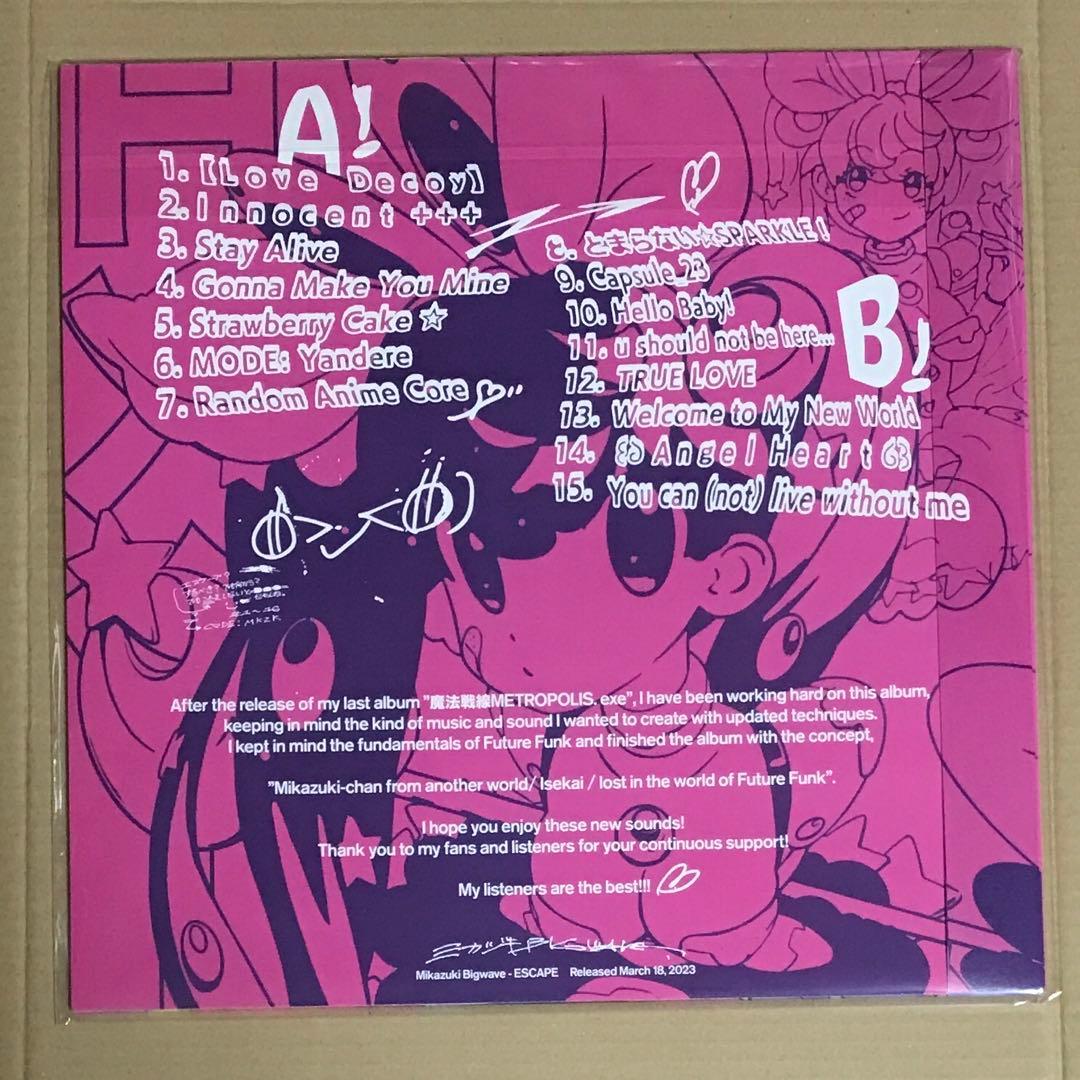 A!
1. 【Love Decoy】
2. Innocent +++
3. Stay Alive
4. Gonna Make You Mine
5. Strawberry Cake ☆
6. MODE: Yandere
7. Random Anime Core
B!
8. とまらない☆SPARKLE!
9. Capsule_23
10. Hello Baby!
11. u should not be here...
12. TRUE LOVE
13. Welcome to My New World
14. Angel Heart
15. You can (not) live without me
CODE: MKZK
After the release of my last album "魔法戦線METROPOLIS. exe", I have been working hard on this album,
keeping in mind the kind of music and sound I wanted to create with updated techniques.
I kept in mind the fundamentals of Future Funk and finished the album with the concept,
"Mikazuki-chan from another world/ Isekai / lost in the world of Future Funk".
I hope you enjoy these new sounds!
Thank you to my fans and listeners for your continuous support!
My listeners are the best!!!
Mikazuki Bigwave - ESCAPE Released March 18, 2023